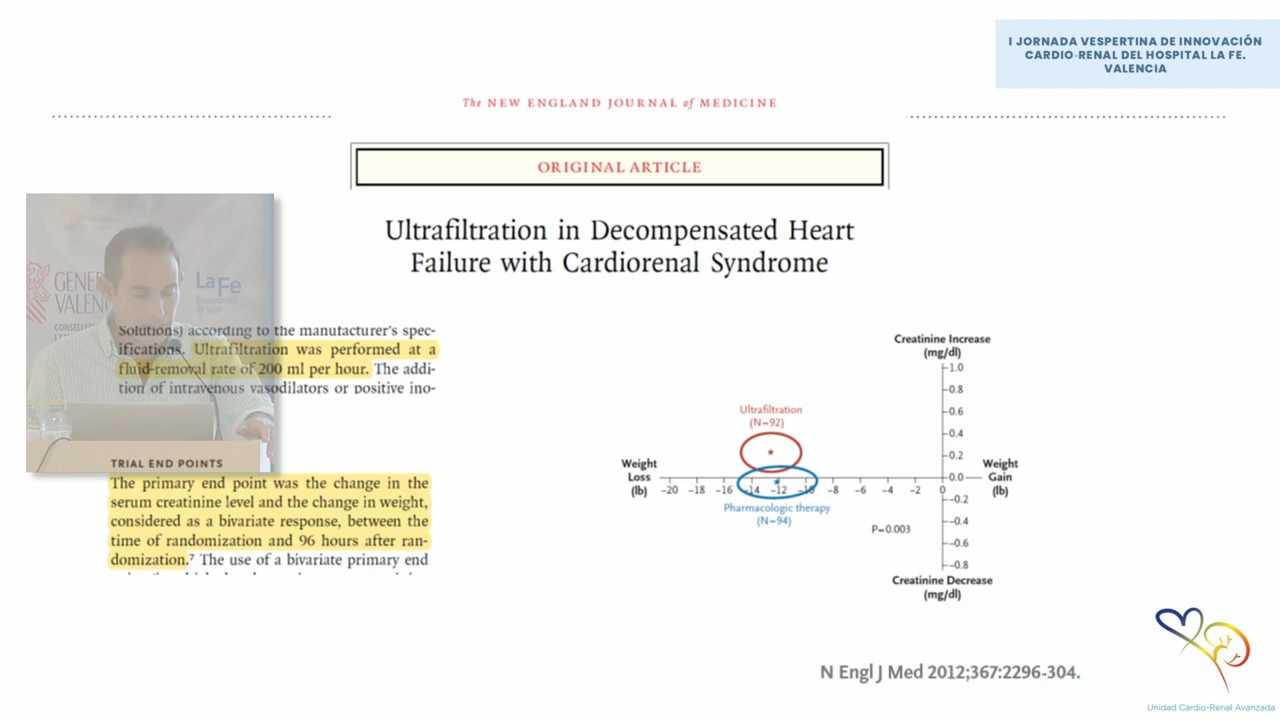 I JORNADA VESPERTINA DE INNOVACIÓN
CARDIO-RENAL DEL HOSPITAL LA FE.
VALENCIA
The NEW ENGLAND JOURNAL of MEDICINE
ORIGINAL ARTICLE
Ultrafiltration in Decompensated Heart
Failure with Cardiorenal Syndrome
GENER
VALEN
CONSELL
LaFe
Departament
de Salut
Solutions) according to the manufacturer's spec-
ifications. Ultrafiltration was performed at a
fluid-removal rate of 200 ml per hour. The addi-
tion of intravenous vasodilators or positive ino-
TRIAL END POINTS
The primary end point was the change in the
serum creatinine level and the change in weight,
considered as a bivariate response, between the
time of randomization and 96 hours after ran-
domization.⁷ The use of a bivariate primary end
Creatinine Increase
(mg/dl)
1.0
0.8
0.6
0.4
0.2
0.0
-0.2
-0.4
-0.6
-0.8
Creatinine Decrease
(mg/dl)
Ultrafiltration
(N=92)
Weight
Loss
(lb)
-20 -18 -16 -14 -12 -10 -8 -6 -4 -2 0
Weight
Gain
(lb)
Pharmacologic therapy
(N=94)
P=0.003
N Engl J Med 2012;367:2296-304.
Unidad Cardio-Renal Avanzada